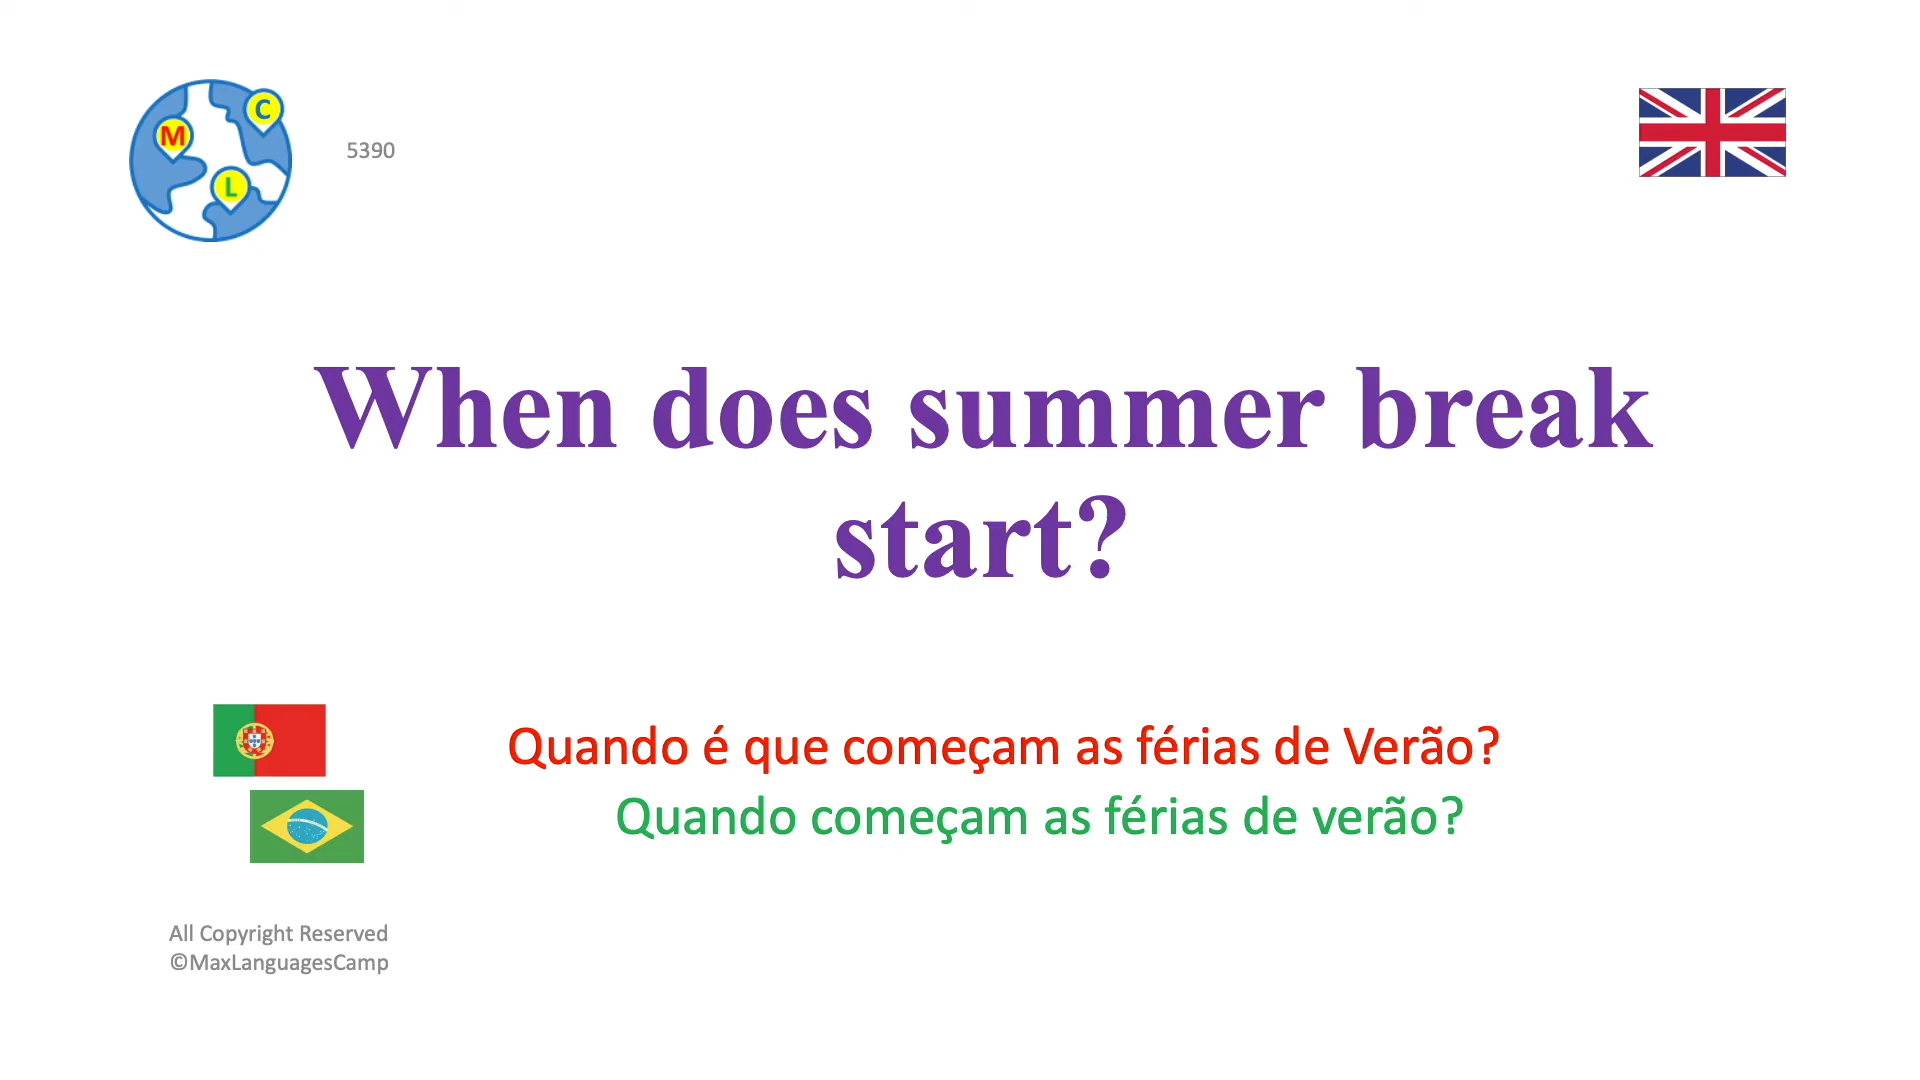 M
C
L
5390
When does summer break
start?
Quando é que começam as férias de Verão?
Quando começam as férias de verão?
All Copyright Reserved
©MaxLanguagesCamp